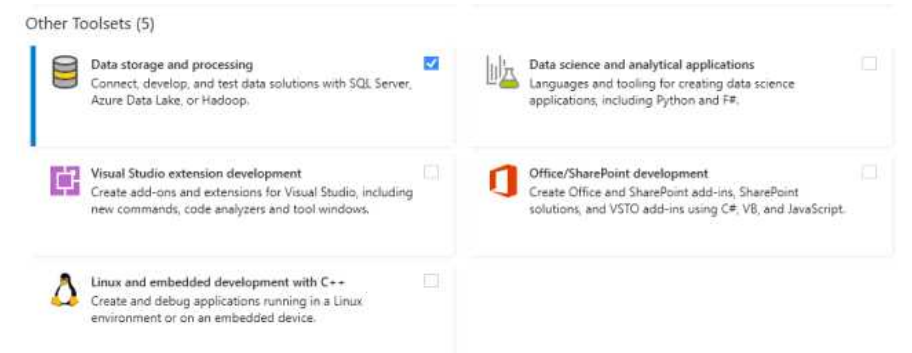 Other Toolsets (5)
Data storage and processing
Connect, develop, and test data solutions with SQL Server,
Azure Data Lake, or Hadoop.
Data science and analytical applications
Languages and tooling for creating data science
applications, including Python and F#.
Visual Studio extension development
Create add-ons and extensions for Visual Studio, including
new commands, code analyzers and tool windows.
Office/SharePoint development
Create Office and SharePoint add-ins, SharePoint
solutions, and VSTO add-ins using C#, VB, and JavaScript.
Linux and embedded development with C++
Create and debug applications running in a Linux
environment or on an embedded device.